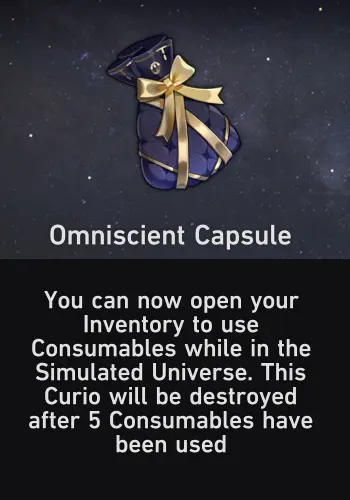 Omniscient Capsule
You can now open your
Inventory to use
Consumables while in the
Simulated Universe. This
Curio will be destroyed
after 5 Consumables have
been used